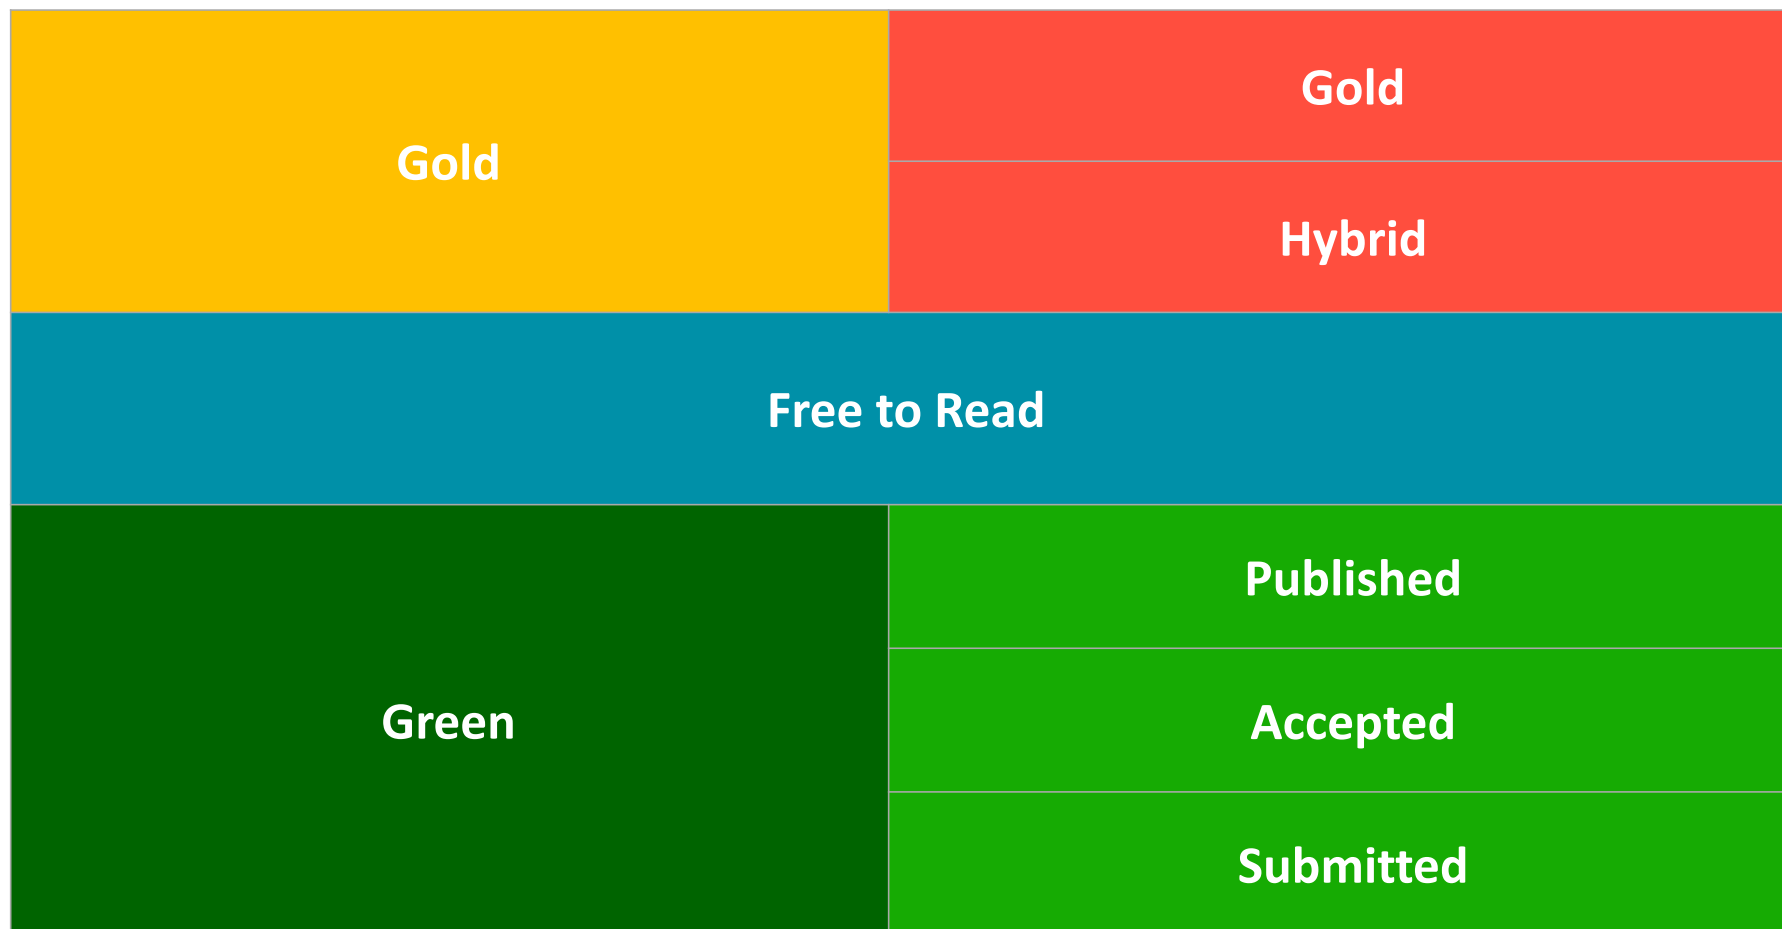 Gold
Gold
Hybrid
Free to Read
Green
Published
Accepted
Submitted